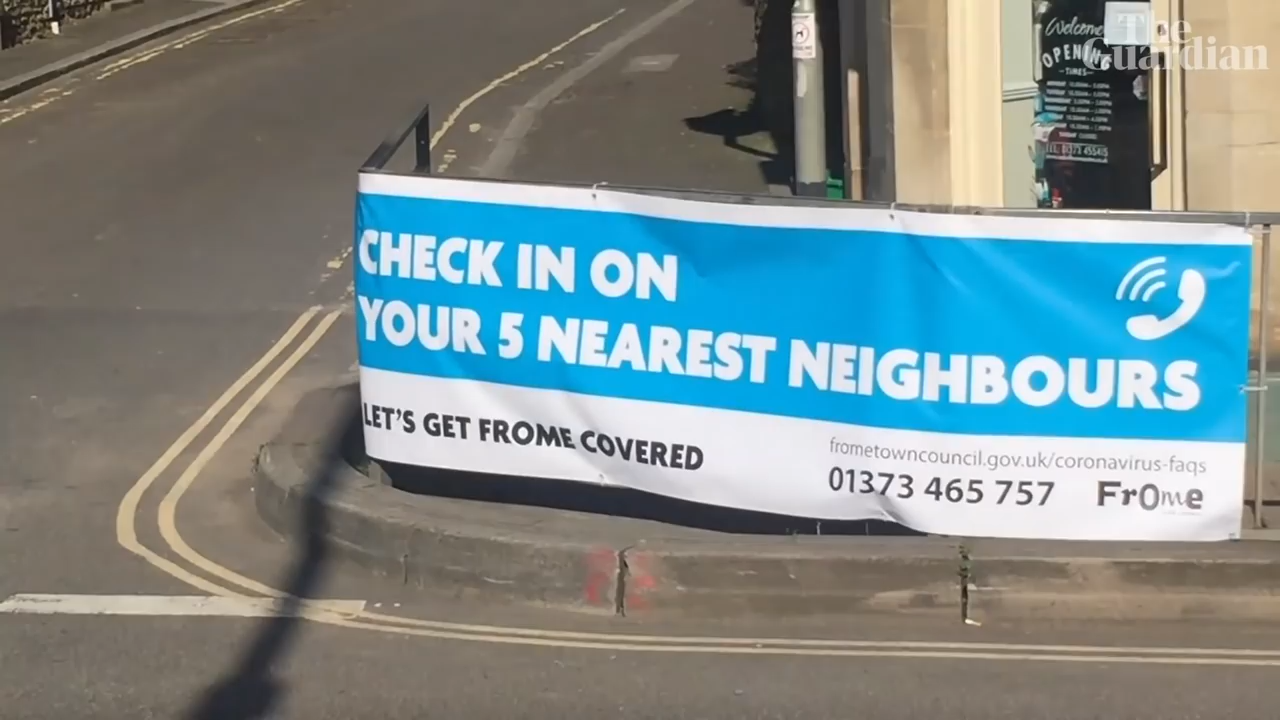 The
Guardian
Welcome
OPENING
TIMES
CHECK IN ON
YOUR 5 NEAREST NEIGHBOURS
LET'S GET FROME COVERED
frometowncouncil.gov.uk/coronavirus-faqs
01373 465 757
Frome